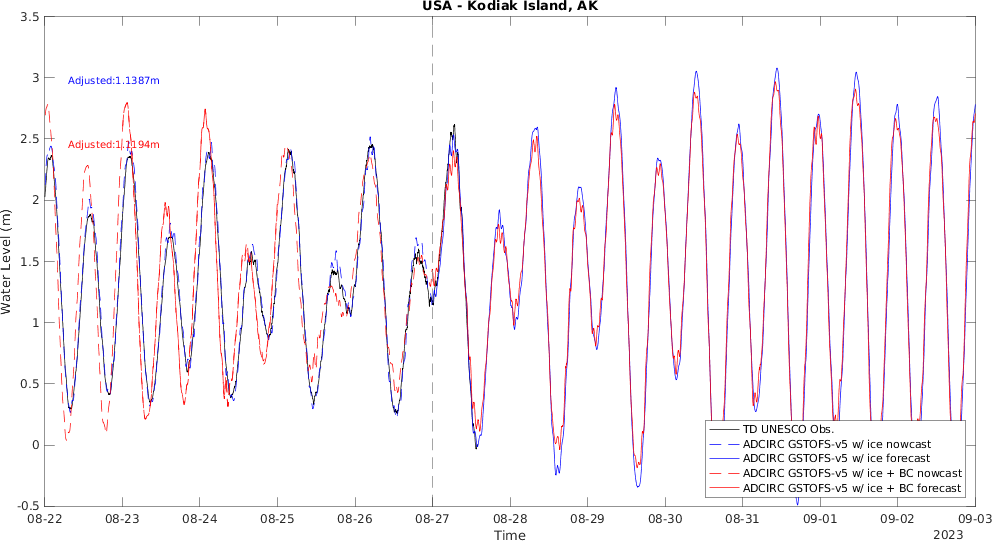 USA - Kodiak Island, AK
3.5
3
2.5
2
1.5
1
0.5
0
-0.5
Water Level (m)
Adjusted:1.1387m
Adjusted:1.1194m
TD UNESCO Obs.
ADCIRC GSTOFS-v5 w/ ice nowcast
ADCIRC GSTOFS-v5 w/ ice forecast
ADCIRC GSTOFS-v5 w/ ice + BC nowcast
ADCIRC GSTOFS-v5 w/ ice + BC forecast
08-22 08-23 08-24 08-25 08-26 08-27 08-28 08-29 08-30 08-31 09-01 09-02 09-03
Time
2023